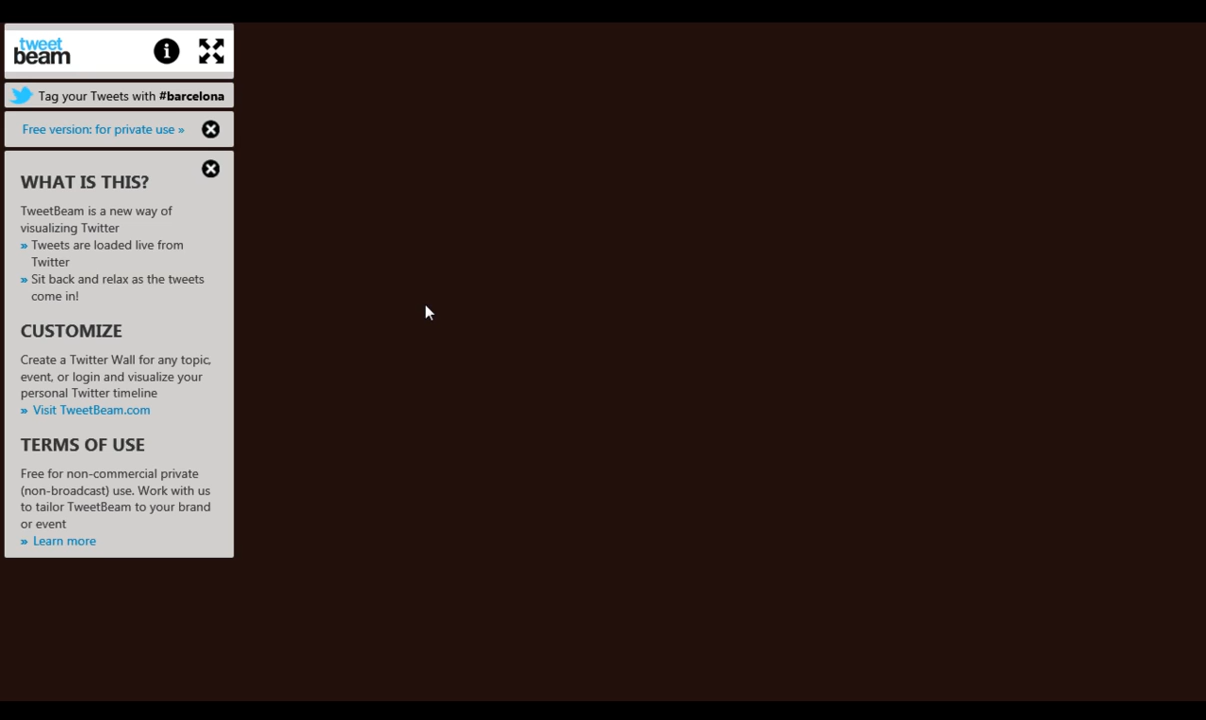 tweet
beam
Tag your Tweets with #barcelona
Free version: for private use »
WHAT IS THIS?
TweetBeam is a new way of
visualizing Twitter
» Tweets are loaded live from
Twitter
» Sit back and relax as the tweets
come in!
CUSTOMIZE
Create a Twitter Wall for any topic,
event, or login and visualize your
personal Twitter timeline
» Visit TweetBeam.com
TERMS OF USE
Free for non-commercial private
(non-broadcast) use. Work with us
to tailor TweetBeam to your brand
or event
» Learn more